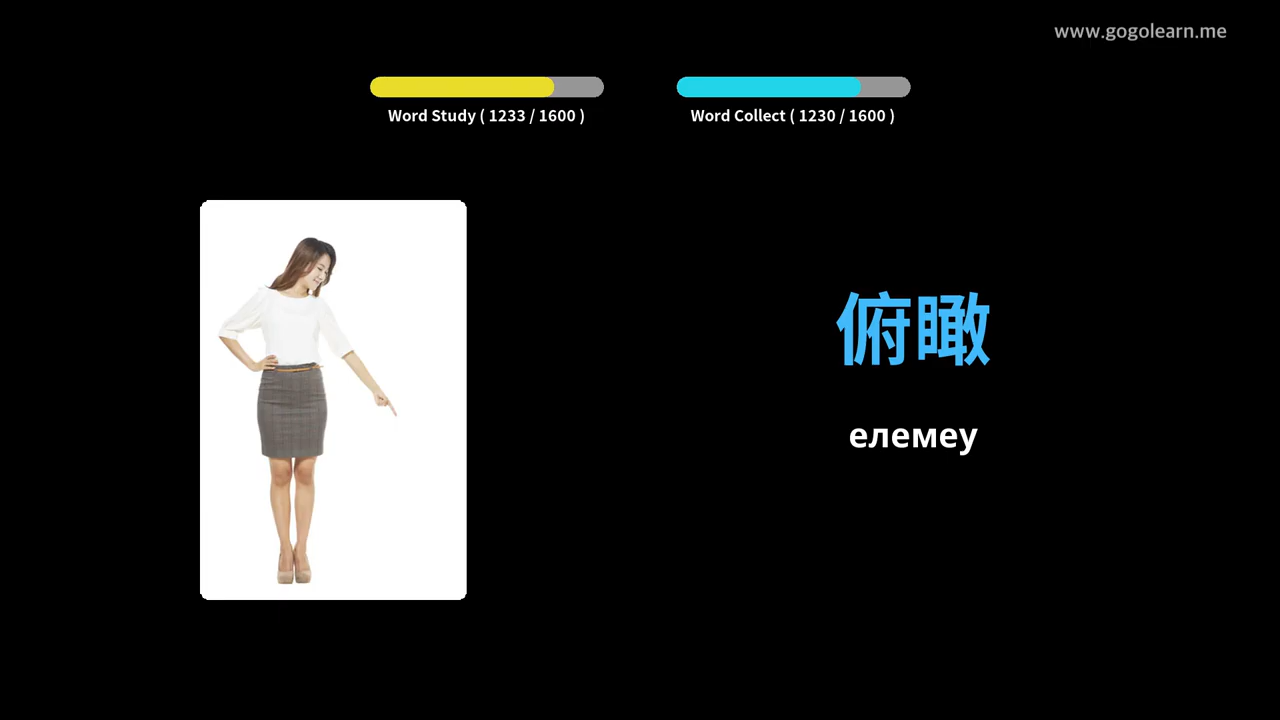 www.gogolearn.me
Word Study ( 1233 / 1600 )
Word Collect ( 1230 / 1600 )
俯瞰
елемеу